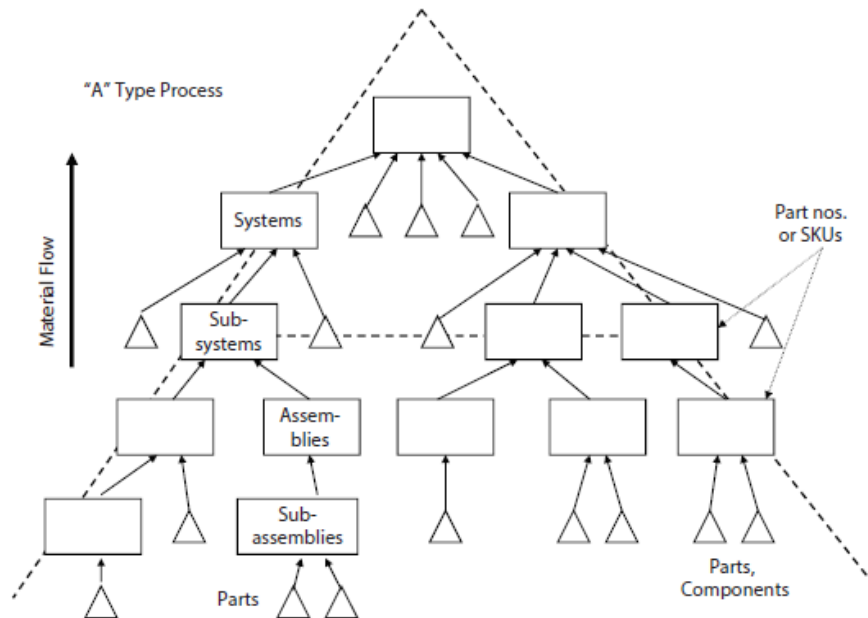 “A” Type Process
Material Flow
Systems
Part nos.
or SKUs
Sub-
systems
Assem-
blies
Sub-
assemblies
Parts
Parts,
Components